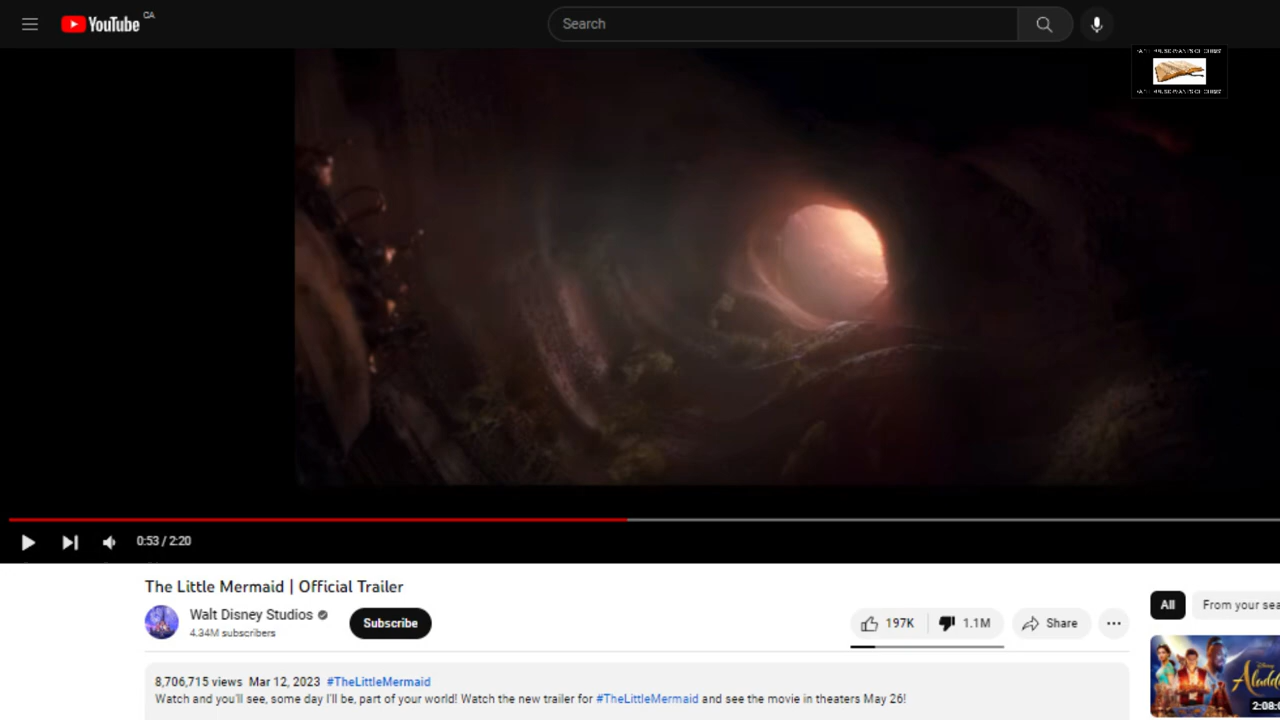 YouTube CA
Search
0:53 / 2:20
The Little Mermaid | Official Trailer
Walt Disney Studios
4.34M subscribers
Subscribe
197K
1.1M
Share
All
From your sea
8,706,715 views Mar 12, 2023 #TheLittleMermaid
Watch and you'll see, some day I'll be, part of your world! Watch the new trailer for #TheLittleMermaid and see the movie in theaters May 26!
Disney
Aladd
2:08:0